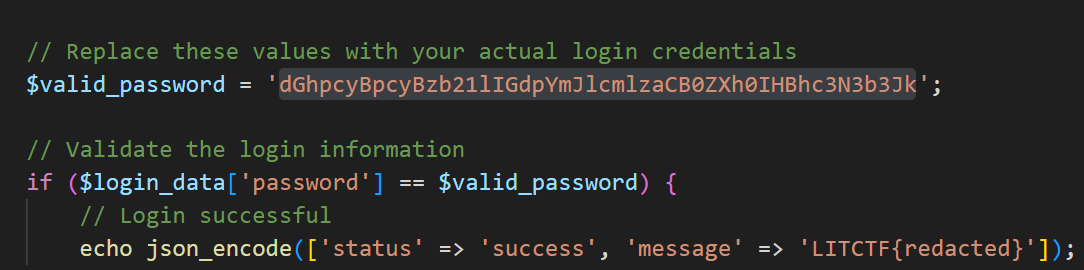 // Replace these values with your actual login credentials
$valid_password = 'dGhpcyBpcyBzb21lIGdpYmJlcmlzaCB0ZXh0IHBhc3N3b3Jk';
// Validate the login information
if ($login_data['password'] == $valid_password) {
// Login successful
echo json_encode(['status' => 'success', 'message' => 'LITCTF{redacted}']);